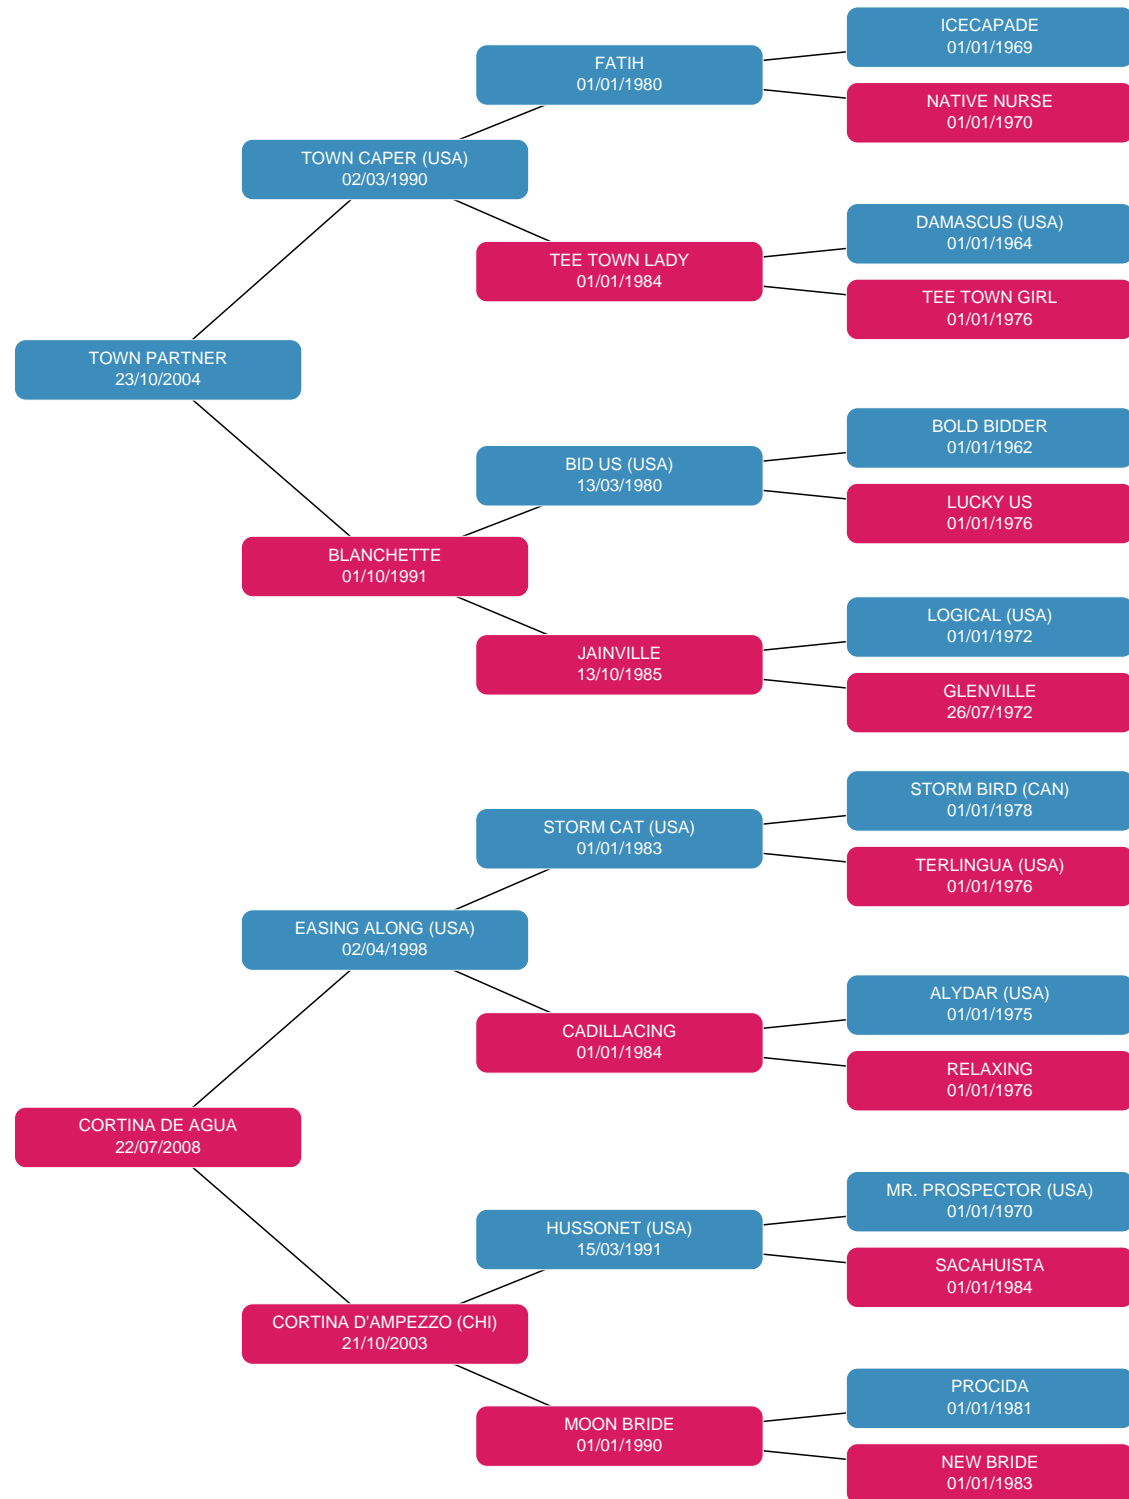 ICECAPADE
01/01/1969
FATIH
01/01/1980
NATIVE NURSE
01/01/1970
TOWN CAPER (USA)
02/03/1990
DAMASCUS (USA)
01/01/1964
TEE TOWN LADY
01/01/1984
TEE TOWN GIRL
01/01/1976
TOWN PARTNER
23/10/2004
BOLD BIDDER
01/01/1962
BID US (USA)
13/03/1980
LUCKY US
01/01/1976
BLANCHETTE
01/10/1991
LOGICAL (USA)
01/01/1972
JAINVILLE
13/10/1985
GLENVILLE
26/07/1972
STORM BIRD (CAN)
01/01/1978
STORM CAT (USA)
01/01/1983
TERLINGUA (USA)
01/01/1976
EASING ALONG (USA)
02/04/1998
ALYDAR (USA)
01/01/1975
CADILLACING
01/01/1984
RELAXING
01/01/1976
CORTINA DE AGUA
22/07/2008
MR. PROSPECTOR (USA)
01/01/1970
HUSSONET (USA)
15/03/1991
SACAHUISTA
01/01/1984
CORTINA D'AMPEZZO (CHI)
21/10/2003
PROCIDA
01/01/1981
MOON BRIDE
01/01/1990
NEW BRIDE
01/01/1983